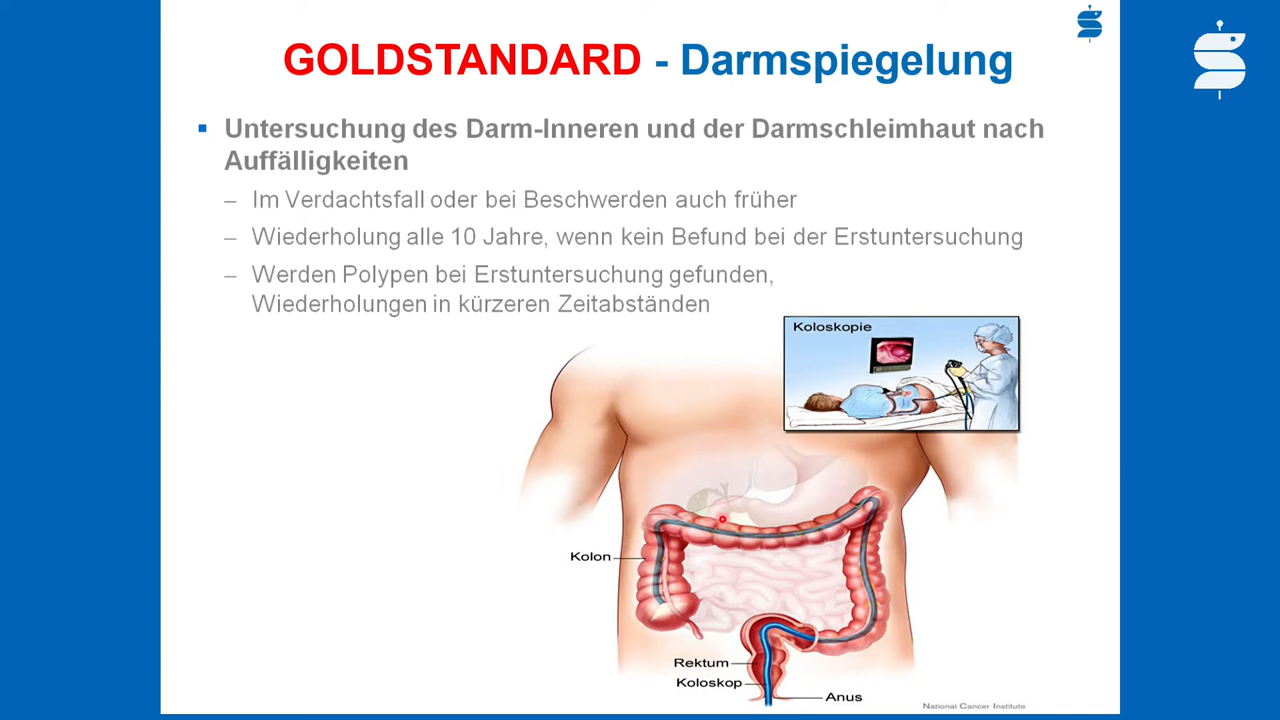 GOLDSTANDARD - Darmspiegelung
Untersuchung des Darm-Inneren und der Darmschleimhaut nach
Auffälligkeiten
– Im Verdachtsfall oder bei Beschwerden auch früher
– Wiederholung alle 10 Jahre, wenn kein Befund bei der Erstuntersuchung
– Werden Polypen bei Erstuntersuchung gefunden,
Wiederholungen in kürzeren Zeitabständen
Koloskopie
Kolon
Rektum
Koloskop
Anus
National Cancer Institute